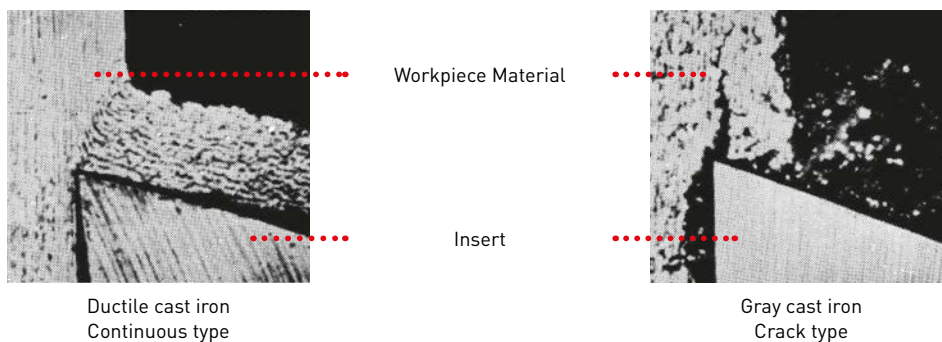 Workpiece Material
Insert
Ductile cast iron
Continuous type
Gray cast iron
Crack type